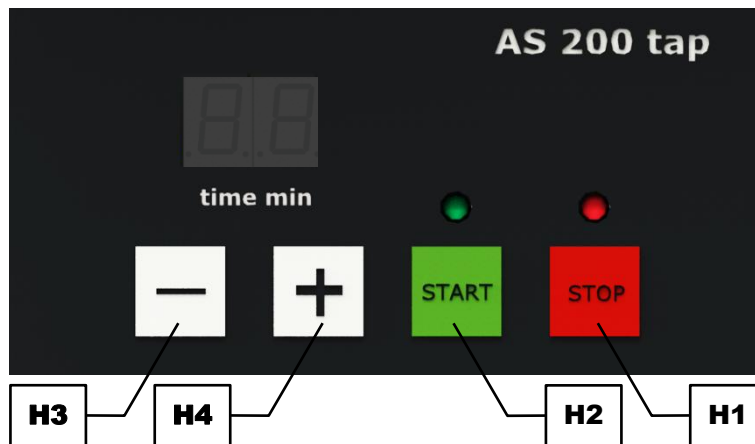 AS 200 tap
time min
− +
START STOP
H3 H4 H2 H1